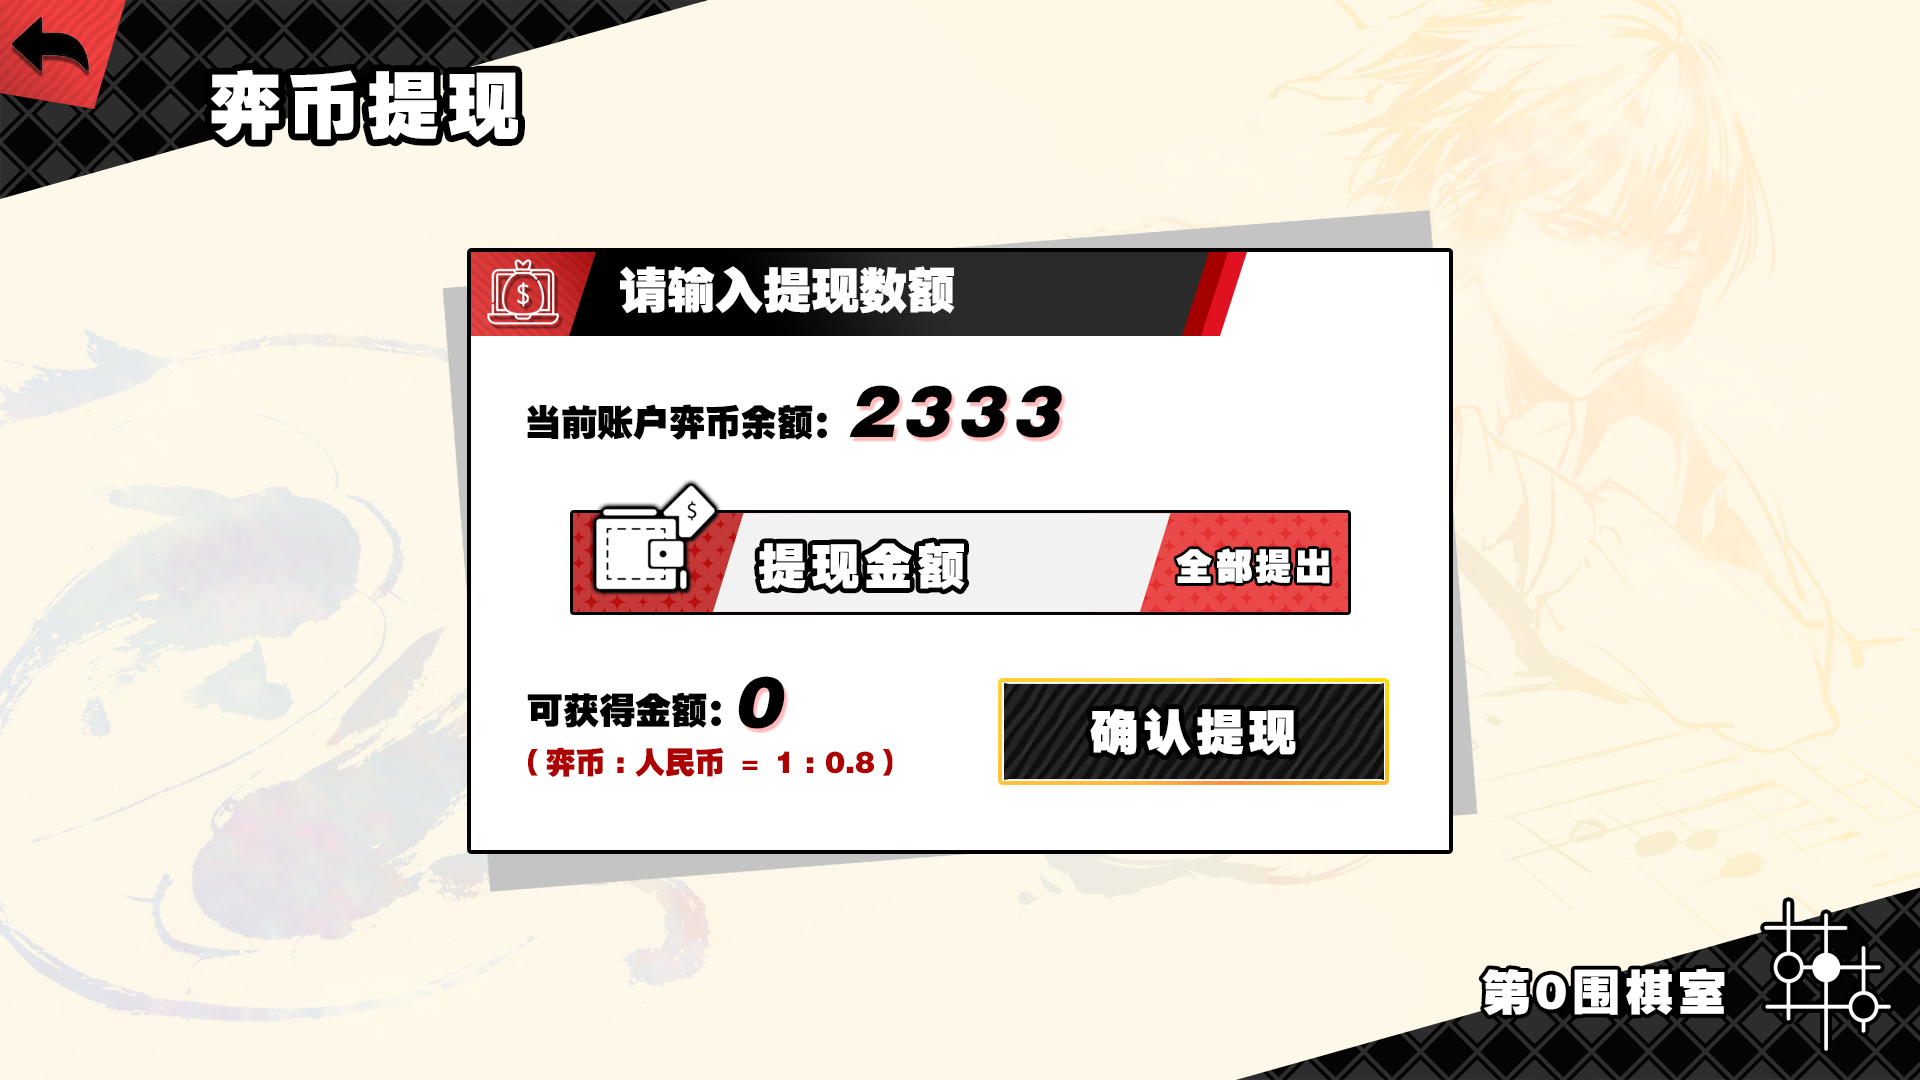 弈币提现
请输入提现数额
$
当前账户弈币余额：2333
$
提现金额 全部提出
可获得金额：0
（弈币：人民币 = 1：0.8）
确认提现
第0围棋室